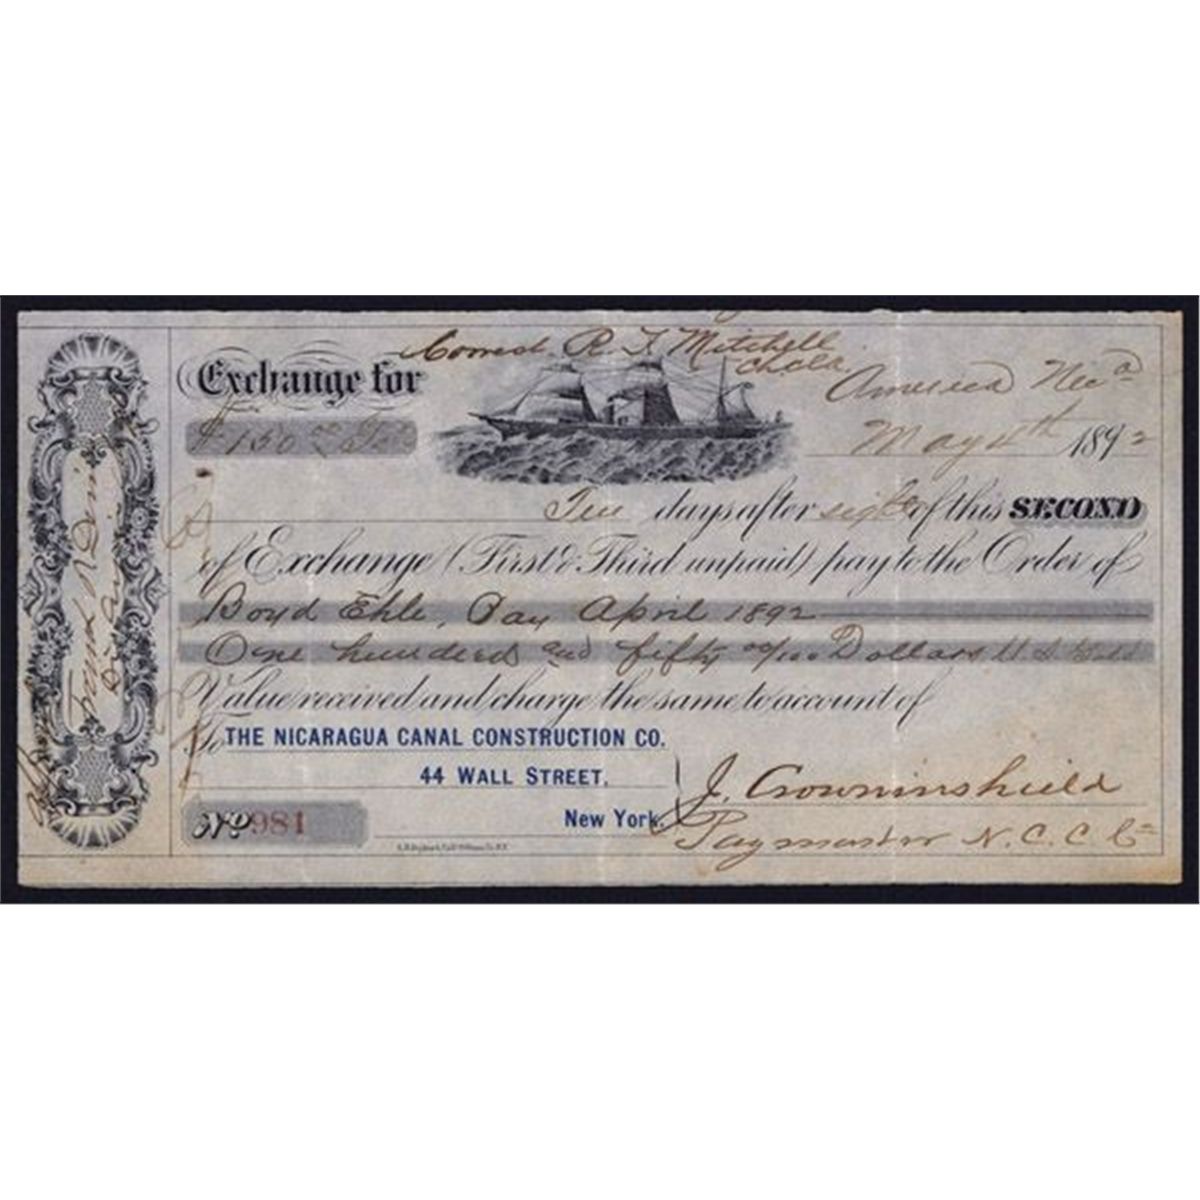 Correct. R. T. Mitchell
Exchange for
America Nica
$150 00
May 4th 1892
Ten days after sight of this SECOND
of Exchange (First & Third unpaid) pay to the Order of
Boyd Ehle, Pay April 1892
One hundred and fifty 00/100 Dollars U.S. Gold
Value received and charge the same to account of
To THE NICARAGUA CANAL CONSTRUCTION CO.
44 WALL STREET,
New York.
J. Crowninshield
Paymaster N. C. C. Co
No 981